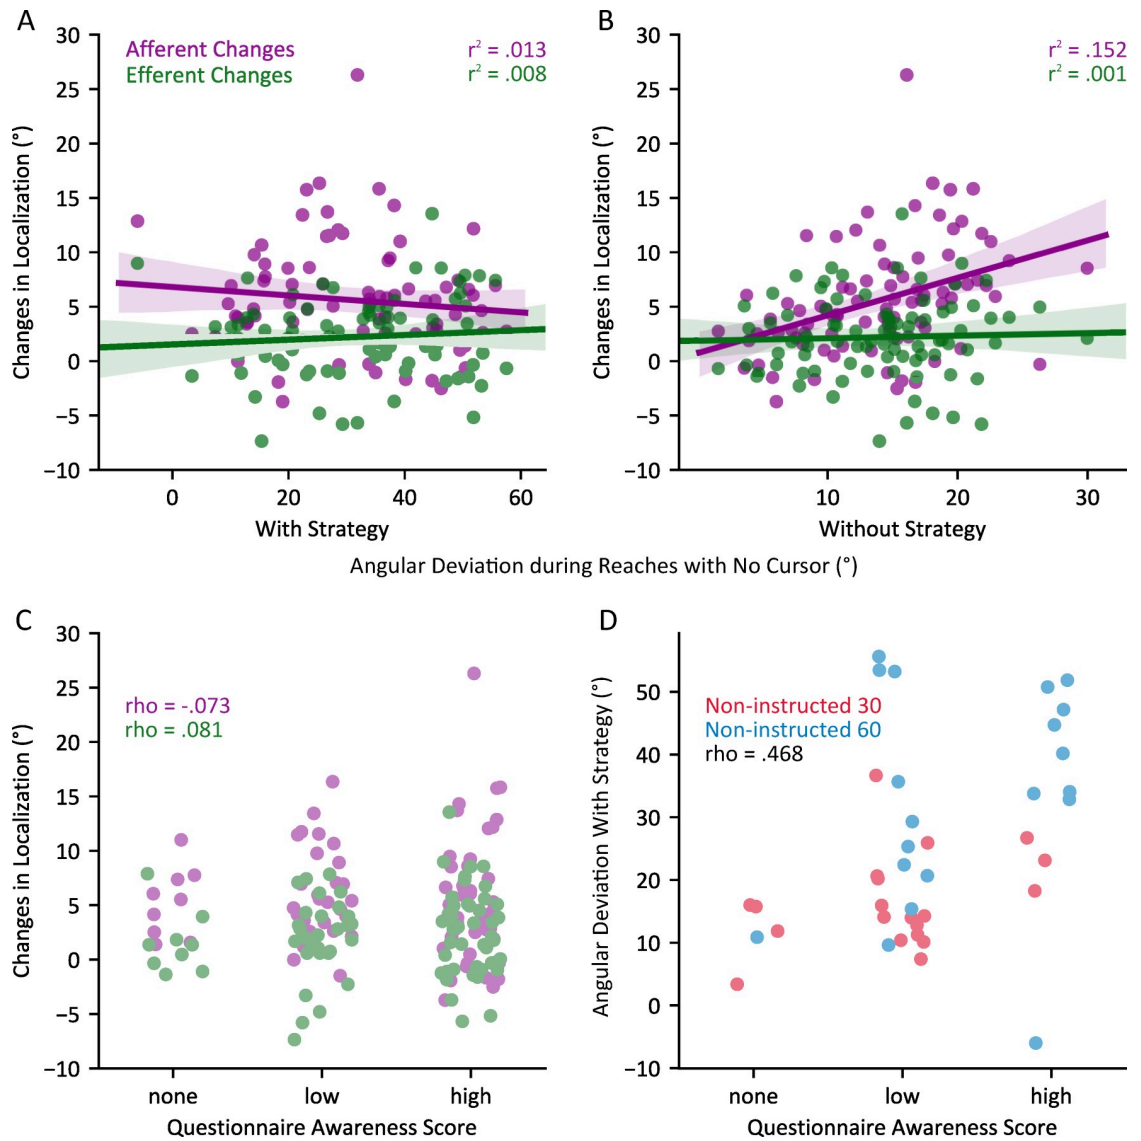 A
B
Afferent Changes
Efferent Changes
r² = .013
r² = .008
r² = .152
r² = .001
Changes in Localization (°)
30
25
20
15
10
5
0
−5
−10
0
20
40
60
With Strategy
Changes in Localization (°)
30
25
20
15
10
5
0
−5
−10
10
20
30
Without Strategy
Angular Deviation during Reaches with No Cursor (°)
C
rho = -.073
rho = .081
Changes in Localization (°)
30
25
20
15
10
5
0
−5
−10
none
low
high
Questionnaire Awareness Score
D
Non-instructed 30
Non-instructed 60
rho = .468
Angular Deviation With Strategy (°)
50
40
30
20
10
0
−10
none
low
high
Questionnaire Awareness Score